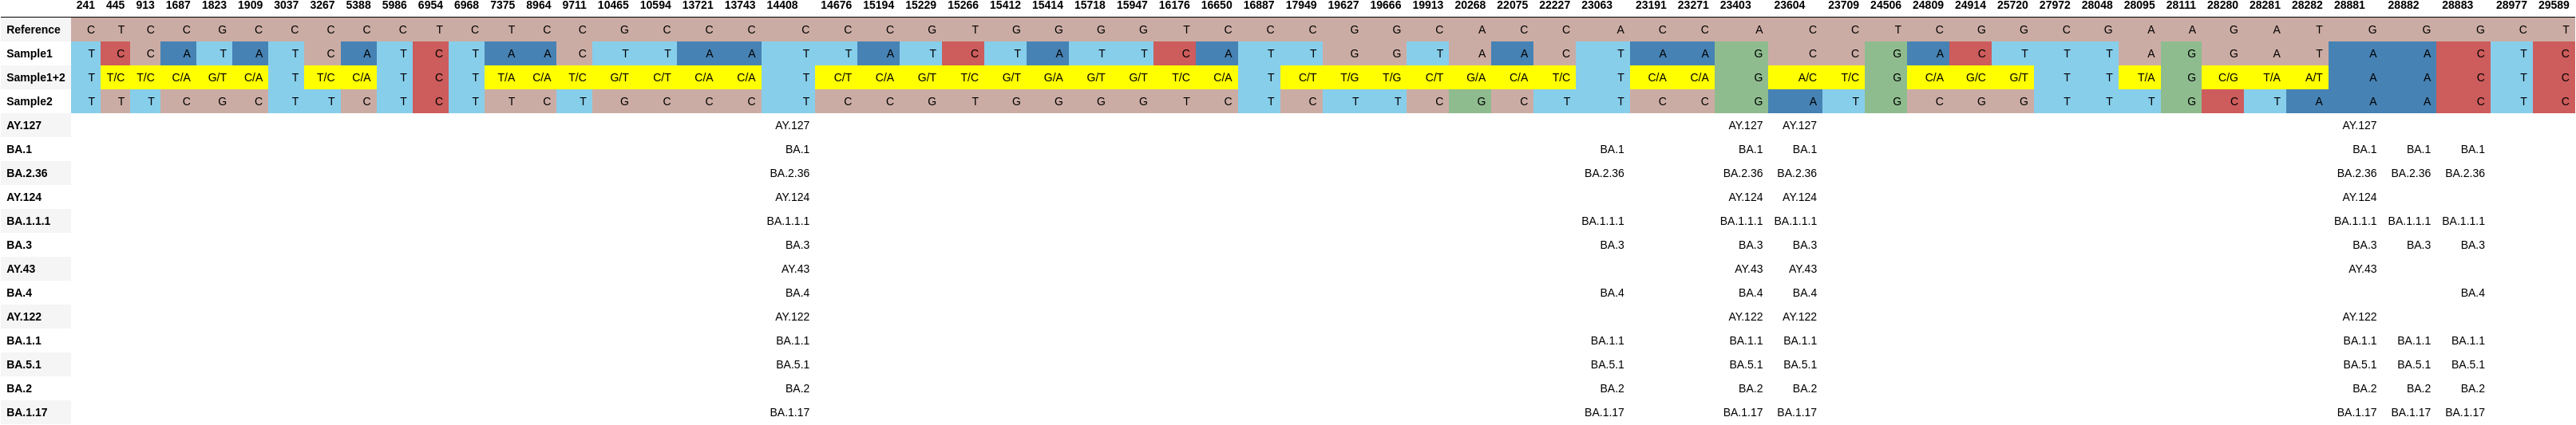 241 445 913 1687 1823 1909 3037 3267 5388 5986 6954 6968 7375 8964 9711 10465 10594 13721 13743 14408 14676 15194 15229 15266 15412 15414 15718 15947 16176 16650 16887 17949 19627 19666 19913 20268 22075 22227 23063 23191 23271 23403 23604 23709 24506 24809 24914 25720 27972 28048 28095 28111 28280 28281 28282 28881 28882 28883 28977 29589
Reference C T C C G C C C C C T C T C C G C C C C C C G T G G G G T C C C G G C A C C A C C A C C T C G G C G A A G A T G G G C T
Sample1 T C C A T A T C A T C T A A C T T A A T T A T C T A T T C A T T G G T A A C T A A G C C G A C T T T A G G A T A A C T C
Sample1+2 T T/C T/C C/A G/T C/A T T/C C/A T C T T/A C/A T/C G/T C/T C/A C/A T C/T C/A G/T T/C G/T G/A G/T G/T T/C C/A T C/T T/G T/G C/T G/A C/A T/C T C/A C/A G A/C T/C G C/A G/C G/T T T T/A G C/G T/A A/T A A C T C
Sample2 T T T C G C T T C T C T T C T G C C C T C C G T G G G G T C T C T T C G C T T C C G A T G C G G T T T G C T A A A C T C
AY.127 AY.127 AY.127 AY.127 AY.127
BA.1 BA.1 BA.1 BA.1 BA.1 BA.1 BA.1 BA.1
BA.2.36 BA.2.36 BA.2.36 BA.2.36 BA.2.36 BA.2.36 BA.2.36 BA.2.36
AY.124 AY.124 AY.124 AY.124 AY.124
BA.1.1.1 BA.1.1.1 BA.1.1.1 BA.1.1.1 BA.1.1.1 BA.1.1.1 BA.1.1.1 BA.1.1.1
BA.3 BA.3 BA.3 BA.3 BA.3 BA.3 BA.3 BA.3
AY.43 AY.43 AY.43 AY.43 AY.43
BA.4 BA.4 BA.4 BA.4 BA.4 BA.4
AY.122 AY.122 AY.122 AY.122 AY.122
BA.1.1 BA.1.1 BA.1.1 BA.1.1 BA.1.1 BA.1.1 BA.1.1 BA.1.1
BA.5.1 BA.5.1 BA.5.1 BA.5.1 BA.5.1 BA.5.1 BA.5.1 BA.5.1
BA.2 BA.2 BA.2 BA.2 BA.2 BA.2 BA.2 BA.2
BA.1.17 BA.1.17 BA.1.17 BA.1.17 BA.1.17 BA.1.17 BA.1.17 BA.1.17